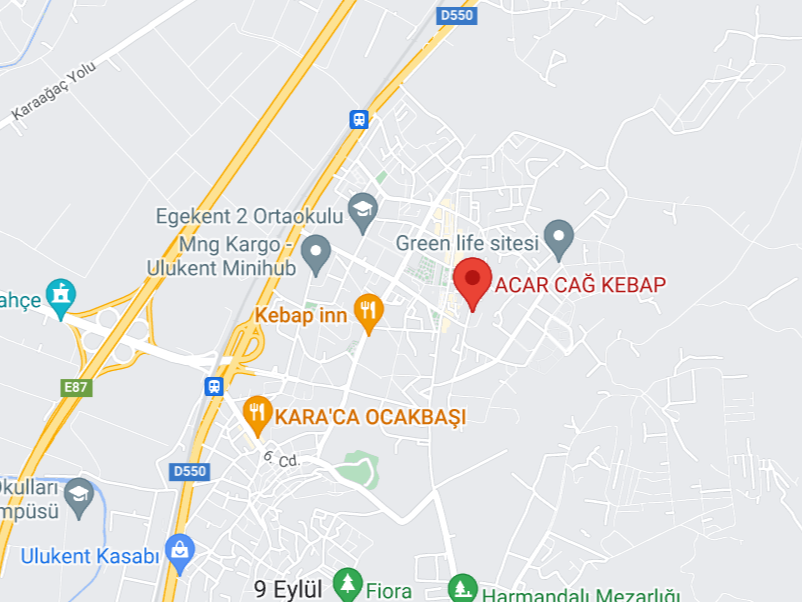 D550
Karaağaç Yolu
Egekent 2 Ortaokulu
Mng Kargo -
Ulukent Minihub
Green life sitesi
ahçe
ACAR CAĞ KEBAP
Kebap inn
E87
KARA'CA OCAKBAŞI
6. Cd.
D550
Okulları
mpüsü
Ulukent Kasabı
9 Eylül
Fiora
Harmandalı Mezarlığı